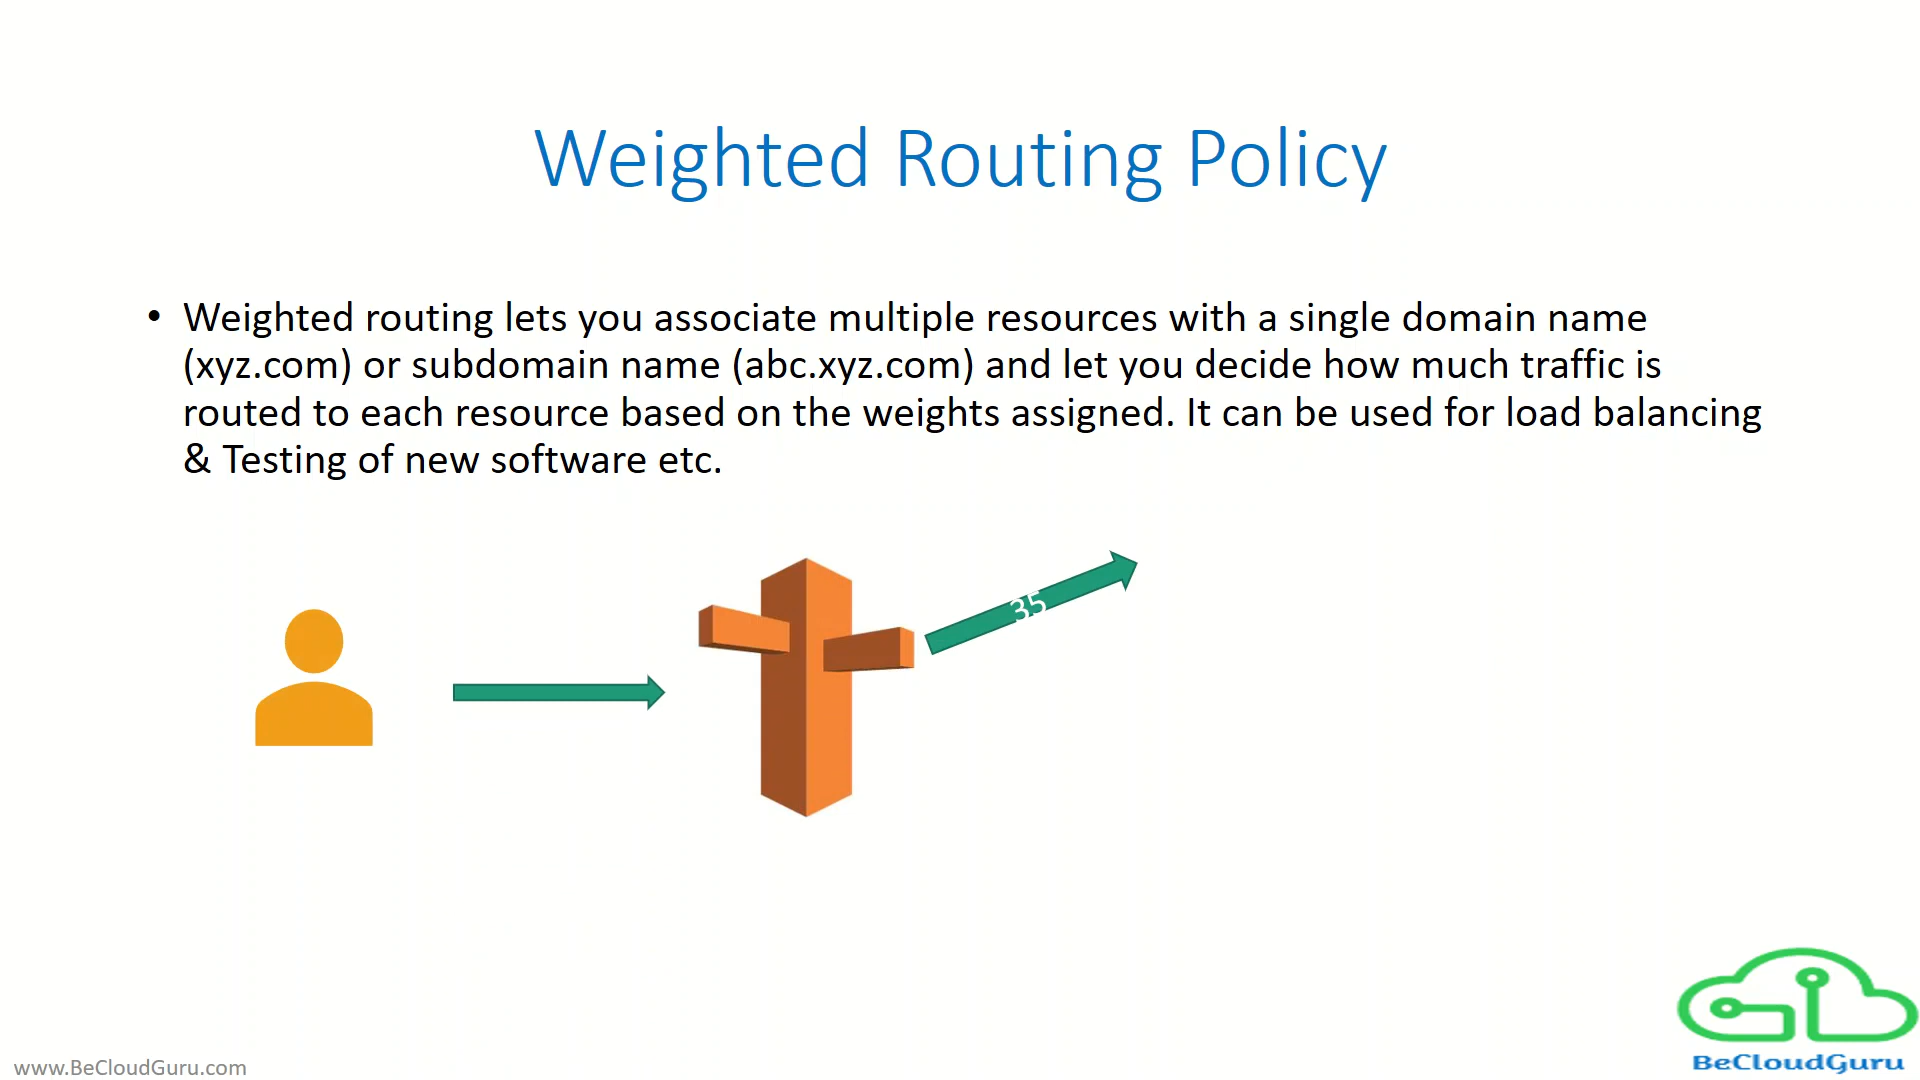 Weighted Routing Policy
• Weighted routing lets you associate multiple resources with a single domain name
(xyz.com) or subdomain name (abc.xyz.com) and let you decide how much traffic is
routed to each resource based on the weights assigned. It can be used for load balancing
& Testing of new software etc.
35
www.BeCloudGuru.com
BeCloudGuru